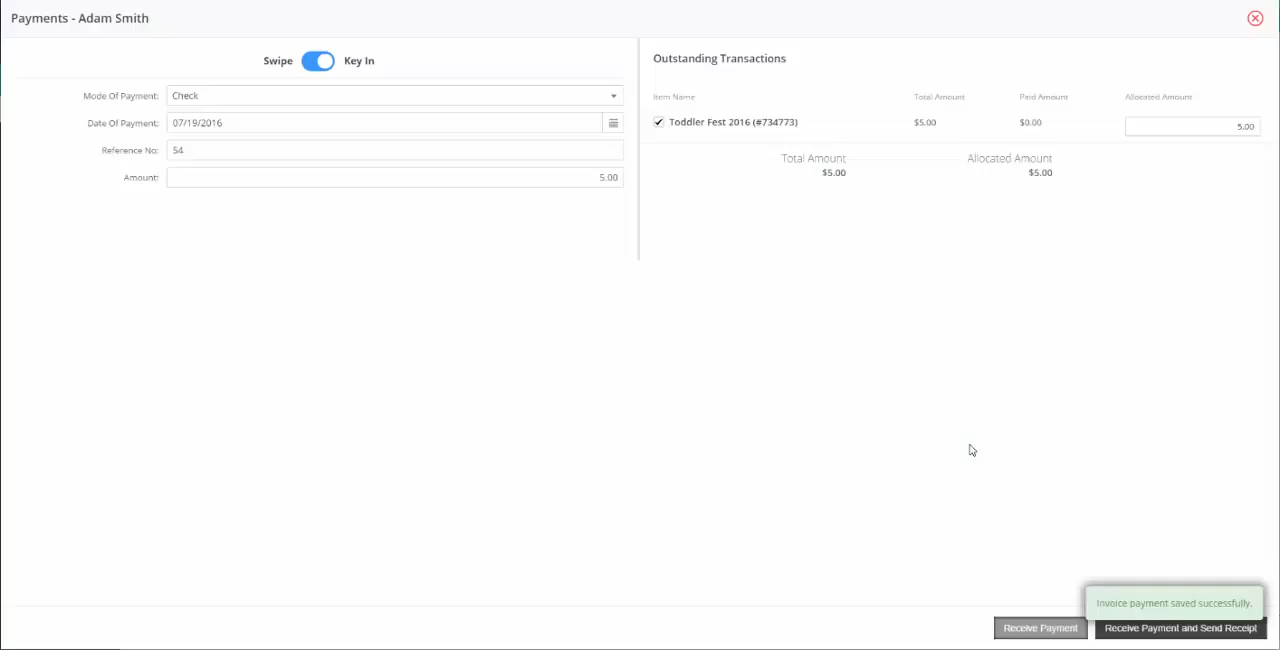 Payments - Adam Smith
Swipe Key In
Mode Of Payment: Check
Date Of Payment: 07/19/2016
Reference No: 54
Amount: 5.00
Outstanding Transactions
Item Name Total Amount Paid Amount Allocated Amount
Toddler Fest 2016 (#734773) $5.00 $0.00 5.00
Total Amount Allocated Amount
$5.00 $5.00
Invoice payment saved successfully.
Receive Payment Receive Payment and Send Receipt